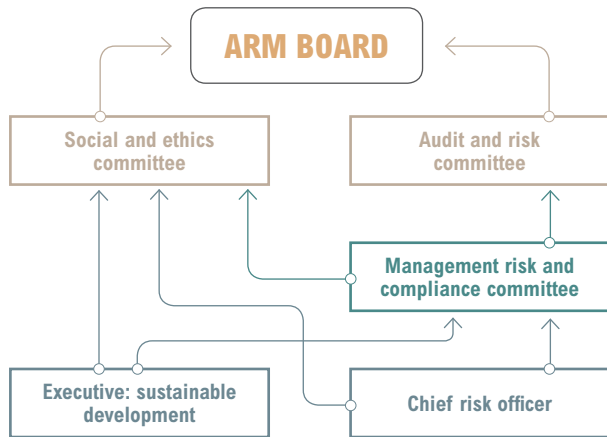 ARM BOARD
Social and ethics
committee
Audit and risk
committee
Management risk and
compliance committee
Executive: sustainable
development
Chief risk officer